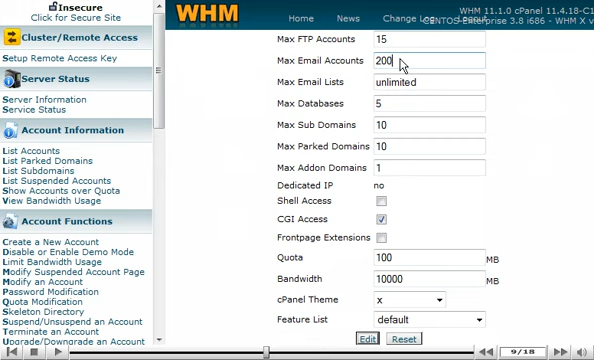 Insecure
Click for Secure Site
Cluster/Remote Access
Setup Remote Access Key
Server Status
Server Information
Service Status
Account Information
List Accounts
List Parked Domains
List Subdomains
List Suspended Accounts
Show Accounts over Quota
View Bandwidth Usage
Account Functions
Create a New Account
Disable or Enable Demo Mode
Limit Bandwidth Usage
Modify Suspended Account Page
Modify an Account
Password Modification
Quota Modification
Skeleton Directory
Suspend/Unsuspend an Account
Terminate an Account
Upgrade/Downgrade an Account
WHM
Home News Change Log Logout
WHM 11.1.0 cPanel 11.4.18-C1
CENTOS Enterprise 3.8 i686 - WHM X v
Max FTP Accounts 15
Max Email Accounts 200
Max Email Lists unlimited
Max Databases 5
Max Sub Domains 10
Max Parked Domains 10
Max Addon Domains 1
Dedicated IP no
Shell Access
CGI Access
Frontpage Extensions
Quota 100 MB
Bandwidth 10000 MB
cPanel Theme x
Feature List default
Edit Reset
9/18